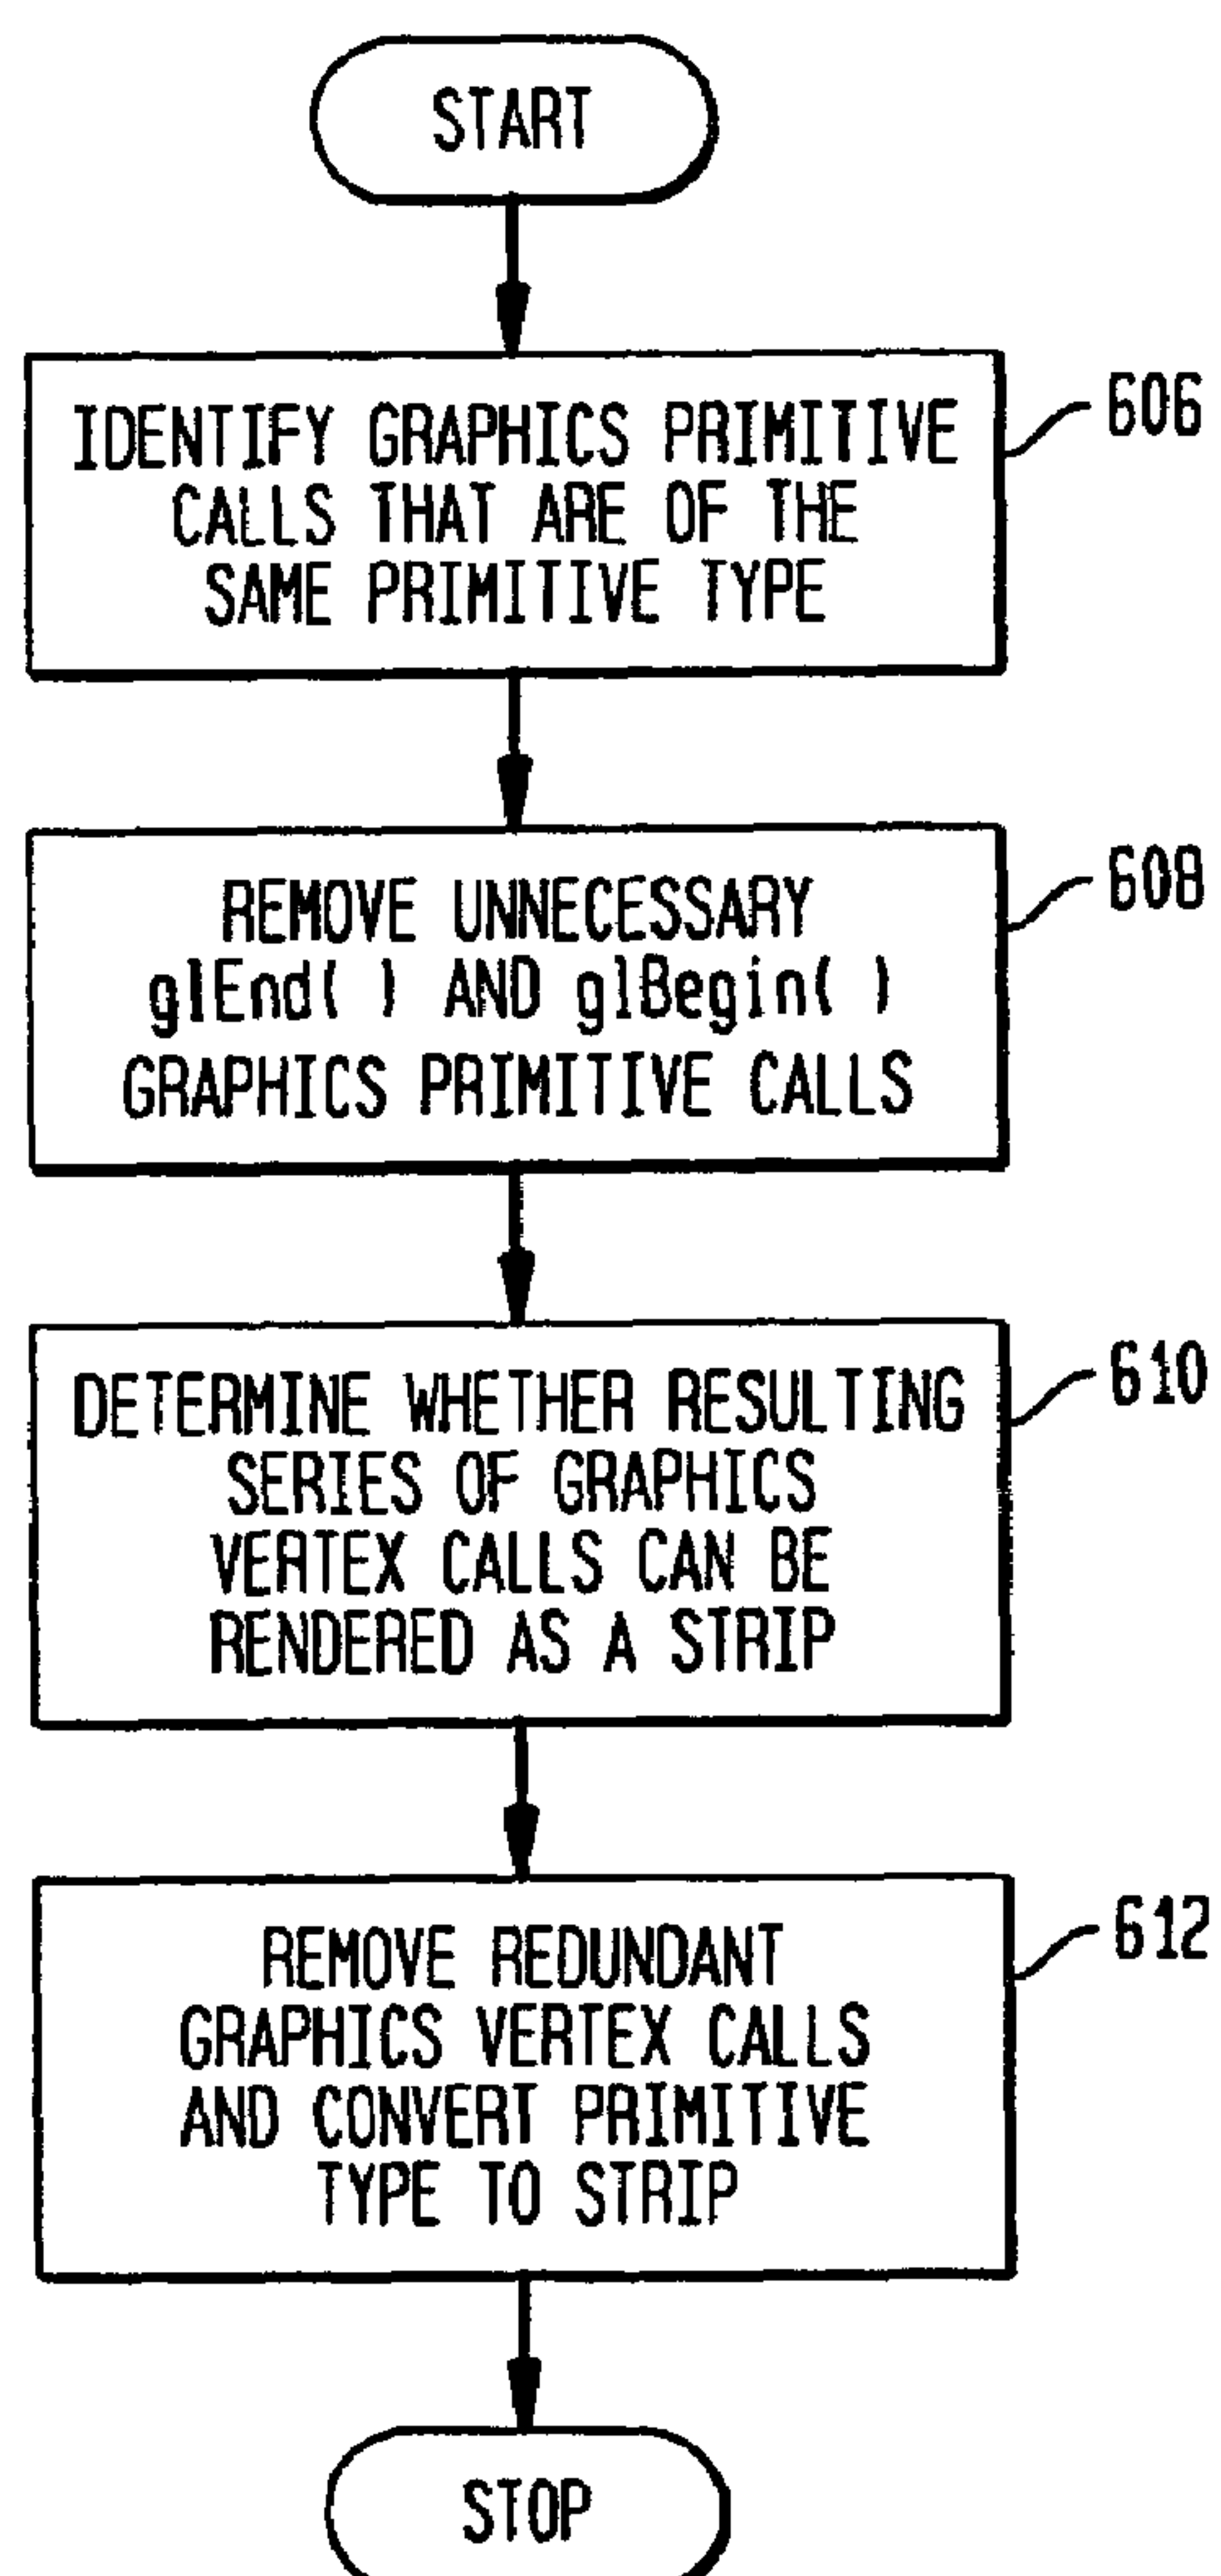 START
IDENTIFY GRAPHICS PRIMITIVE
CALLS THAT ARE OF THE
SAME PRIMITIVE TYPE
606
REMOVE UNNECESSARY
glEnd( ) AND glBegin( )
GRAPHICS PRIMITIVE CALLS
608
DETERMINE WHETHER RESULTING
SERIES OF GRAPHICS
VERTEX CALLS CAN BE
RENDERED AS A STRIP
610
REMOVE REDUNDANT
GRAPHICS VERTEX CALLS
AND CONVERT PRIMITIVE
TYPE TO STRIP
612
STOP